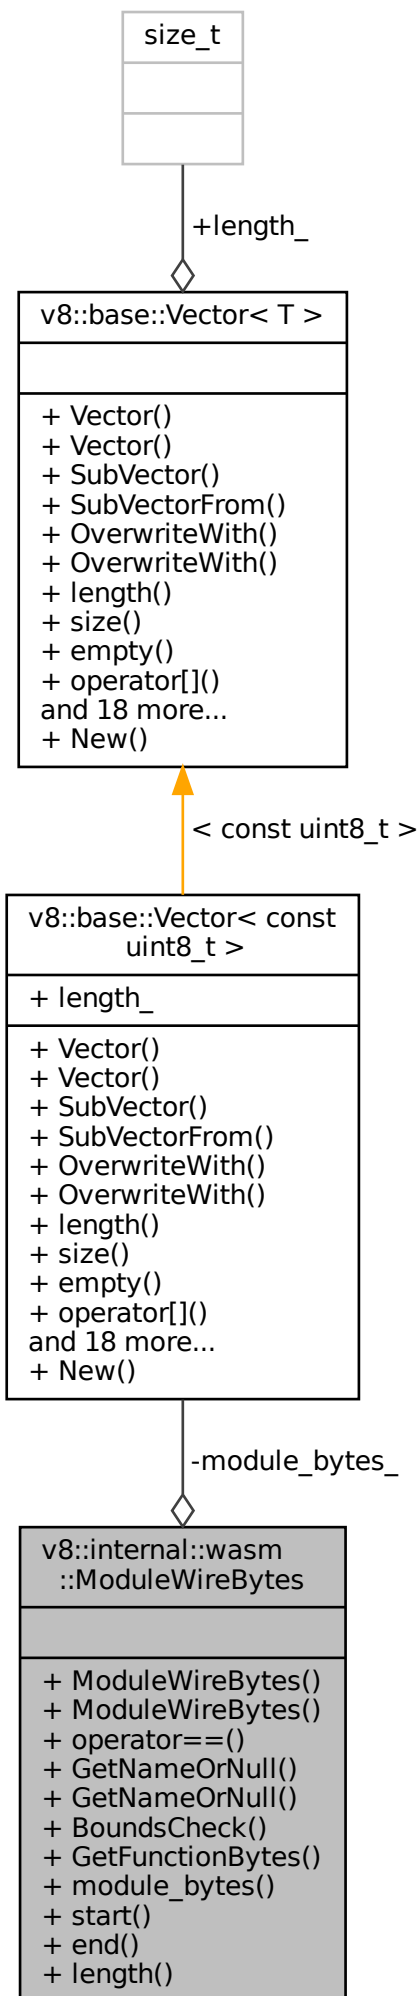 size_t
+length_
v8::base::Vector< T >
+ Vector()
+ Vector()
+ SubVector()
+ SubVectorFrom()
+ OverwriteWith()
+ OverwriteWith()
+ length()
+ size()
+ empty()
+ operator[]()
and 18 more...
+ New()
< const uint8_t >
v8::base::Vector< const
uint8_t >
+ length_
+ Vector()
+ Vector()
+ SubVector()
+ SubVectorFrom()
+ OverwriteWith()
+ OverwriteWith()
+ length()
+ size()
+ empty()
+ operator[]()
and 18 more...
+ New()
-module_bytes_
v8::internal::wasm
::ModuleWireBytes
+ ModuleWireBytes()
+ ModuleWireBytes()
+ operator==()
+ GetNameOrNull()
+ GetNameOrNull()
+ BoundsCheck()
+ GetFunctionBytes()
+ module_bytes()
+ start()
+ end()
+ length()